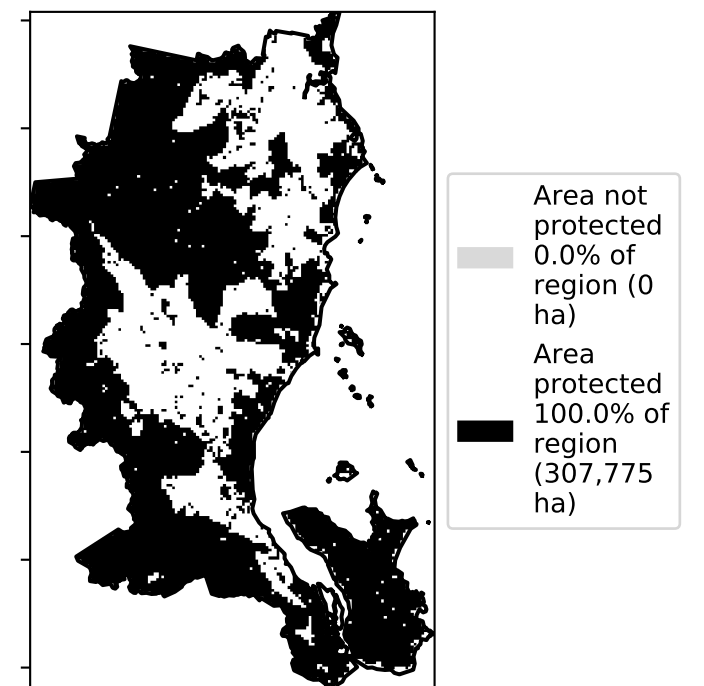 Area not
protected
0.0% of
region (0
ha)
Area
protected
100.0% of
region
(307,775
ha)